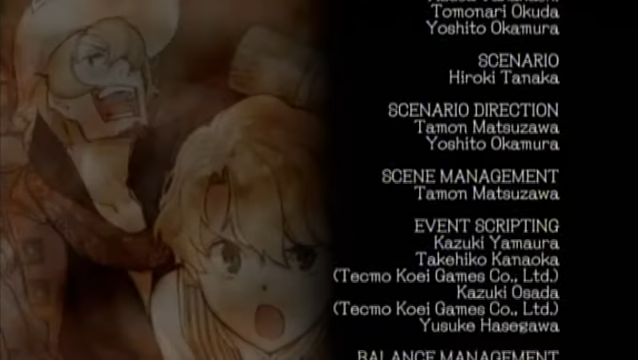 Tomonari Okuda
Yoshito Okamura
SCENARIO
Hiroki Tanaka
SCENARIO DIRECTION
Tamon Matsuzawa
Yoshito Okamura
SCENE MANAGEMENT
Tamon Matsuzawa
EVENT SCRIPTING
Kazuki Yamaura
Takehiko Kanaoka
(Tecmo Koei Games Co., Ltd.)
Kazuki Osada
(Tecmo Koei Games Co., Ltd.)
Yusuke Hasegawa
BALANCE MANAGEMENT